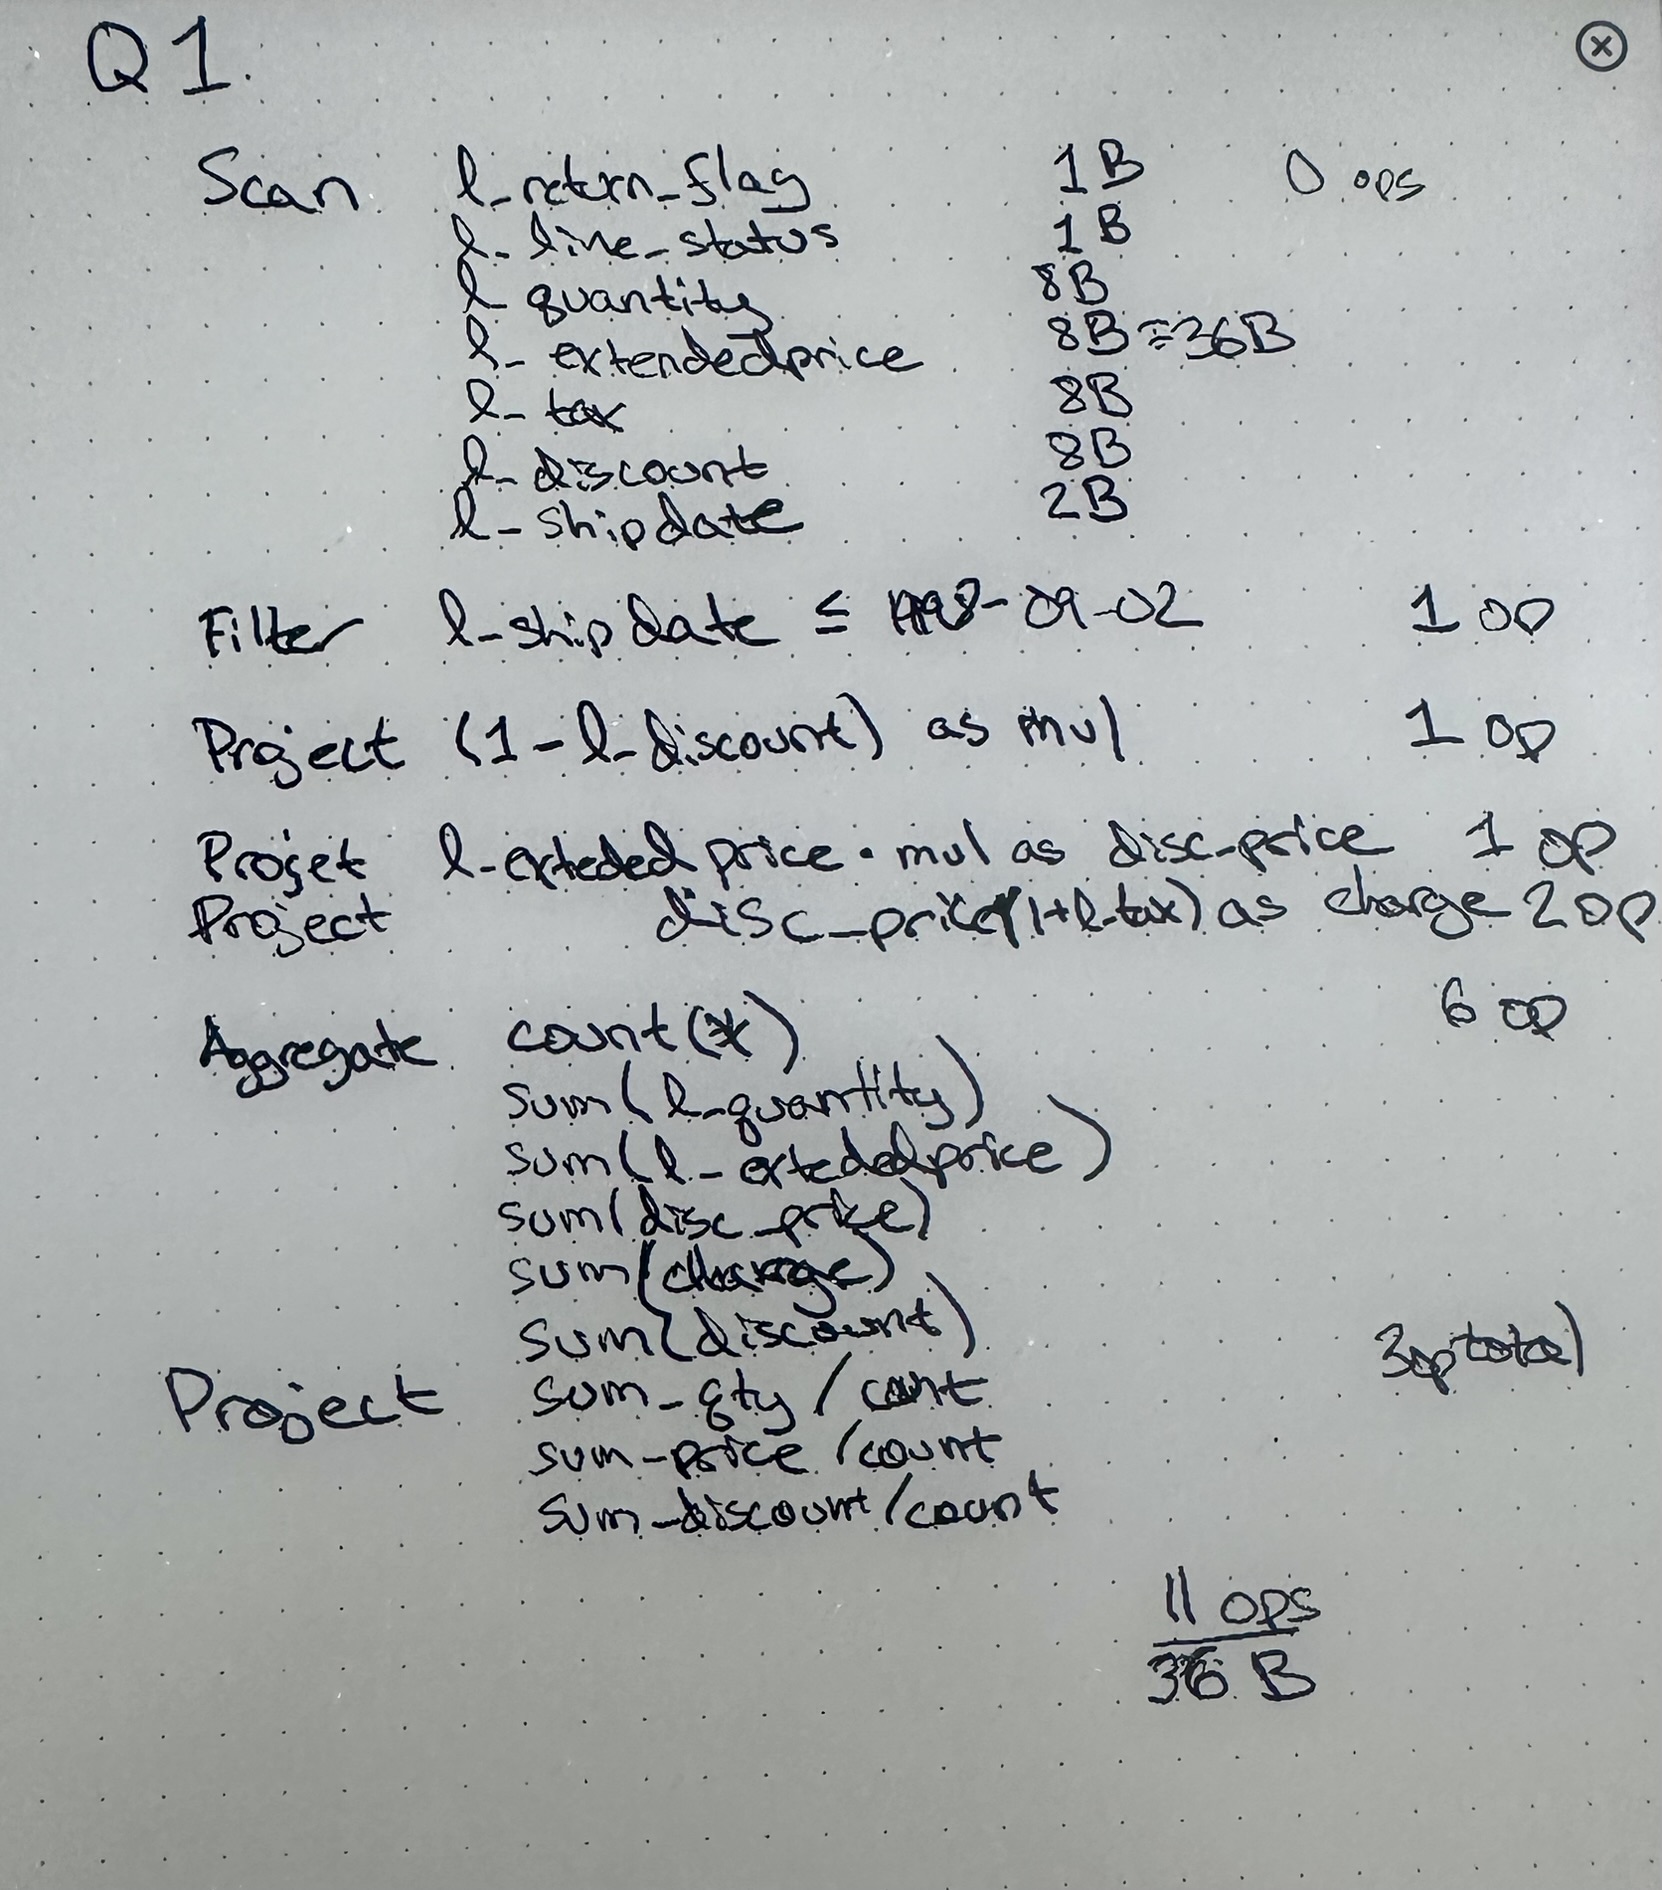 Q1
Scan l_return_flag 1B 0 ops
l_line_status 1B
l_quantity 8B
l_extendedprice 8B = 36B
l_tax 8B
l_discount 8B
l_shipdate 2B
Filter l_shipdate ≤ 1998-09-02 1 op
Project (1-l_discount) as mul 1 op
Projet l_exteded price · mul as disc_price 1 op
Project disc_price(1+l_tax) as charge 2 op
6 op
Aggregate count(*)
sum(l_quantity)
sum(l_extededprice)
sum(disc_price)
sum(charge)
sum(discount)
3op total
Project sum_qty / count
sum_price /count
sum_discount/count
11 ops
36 B